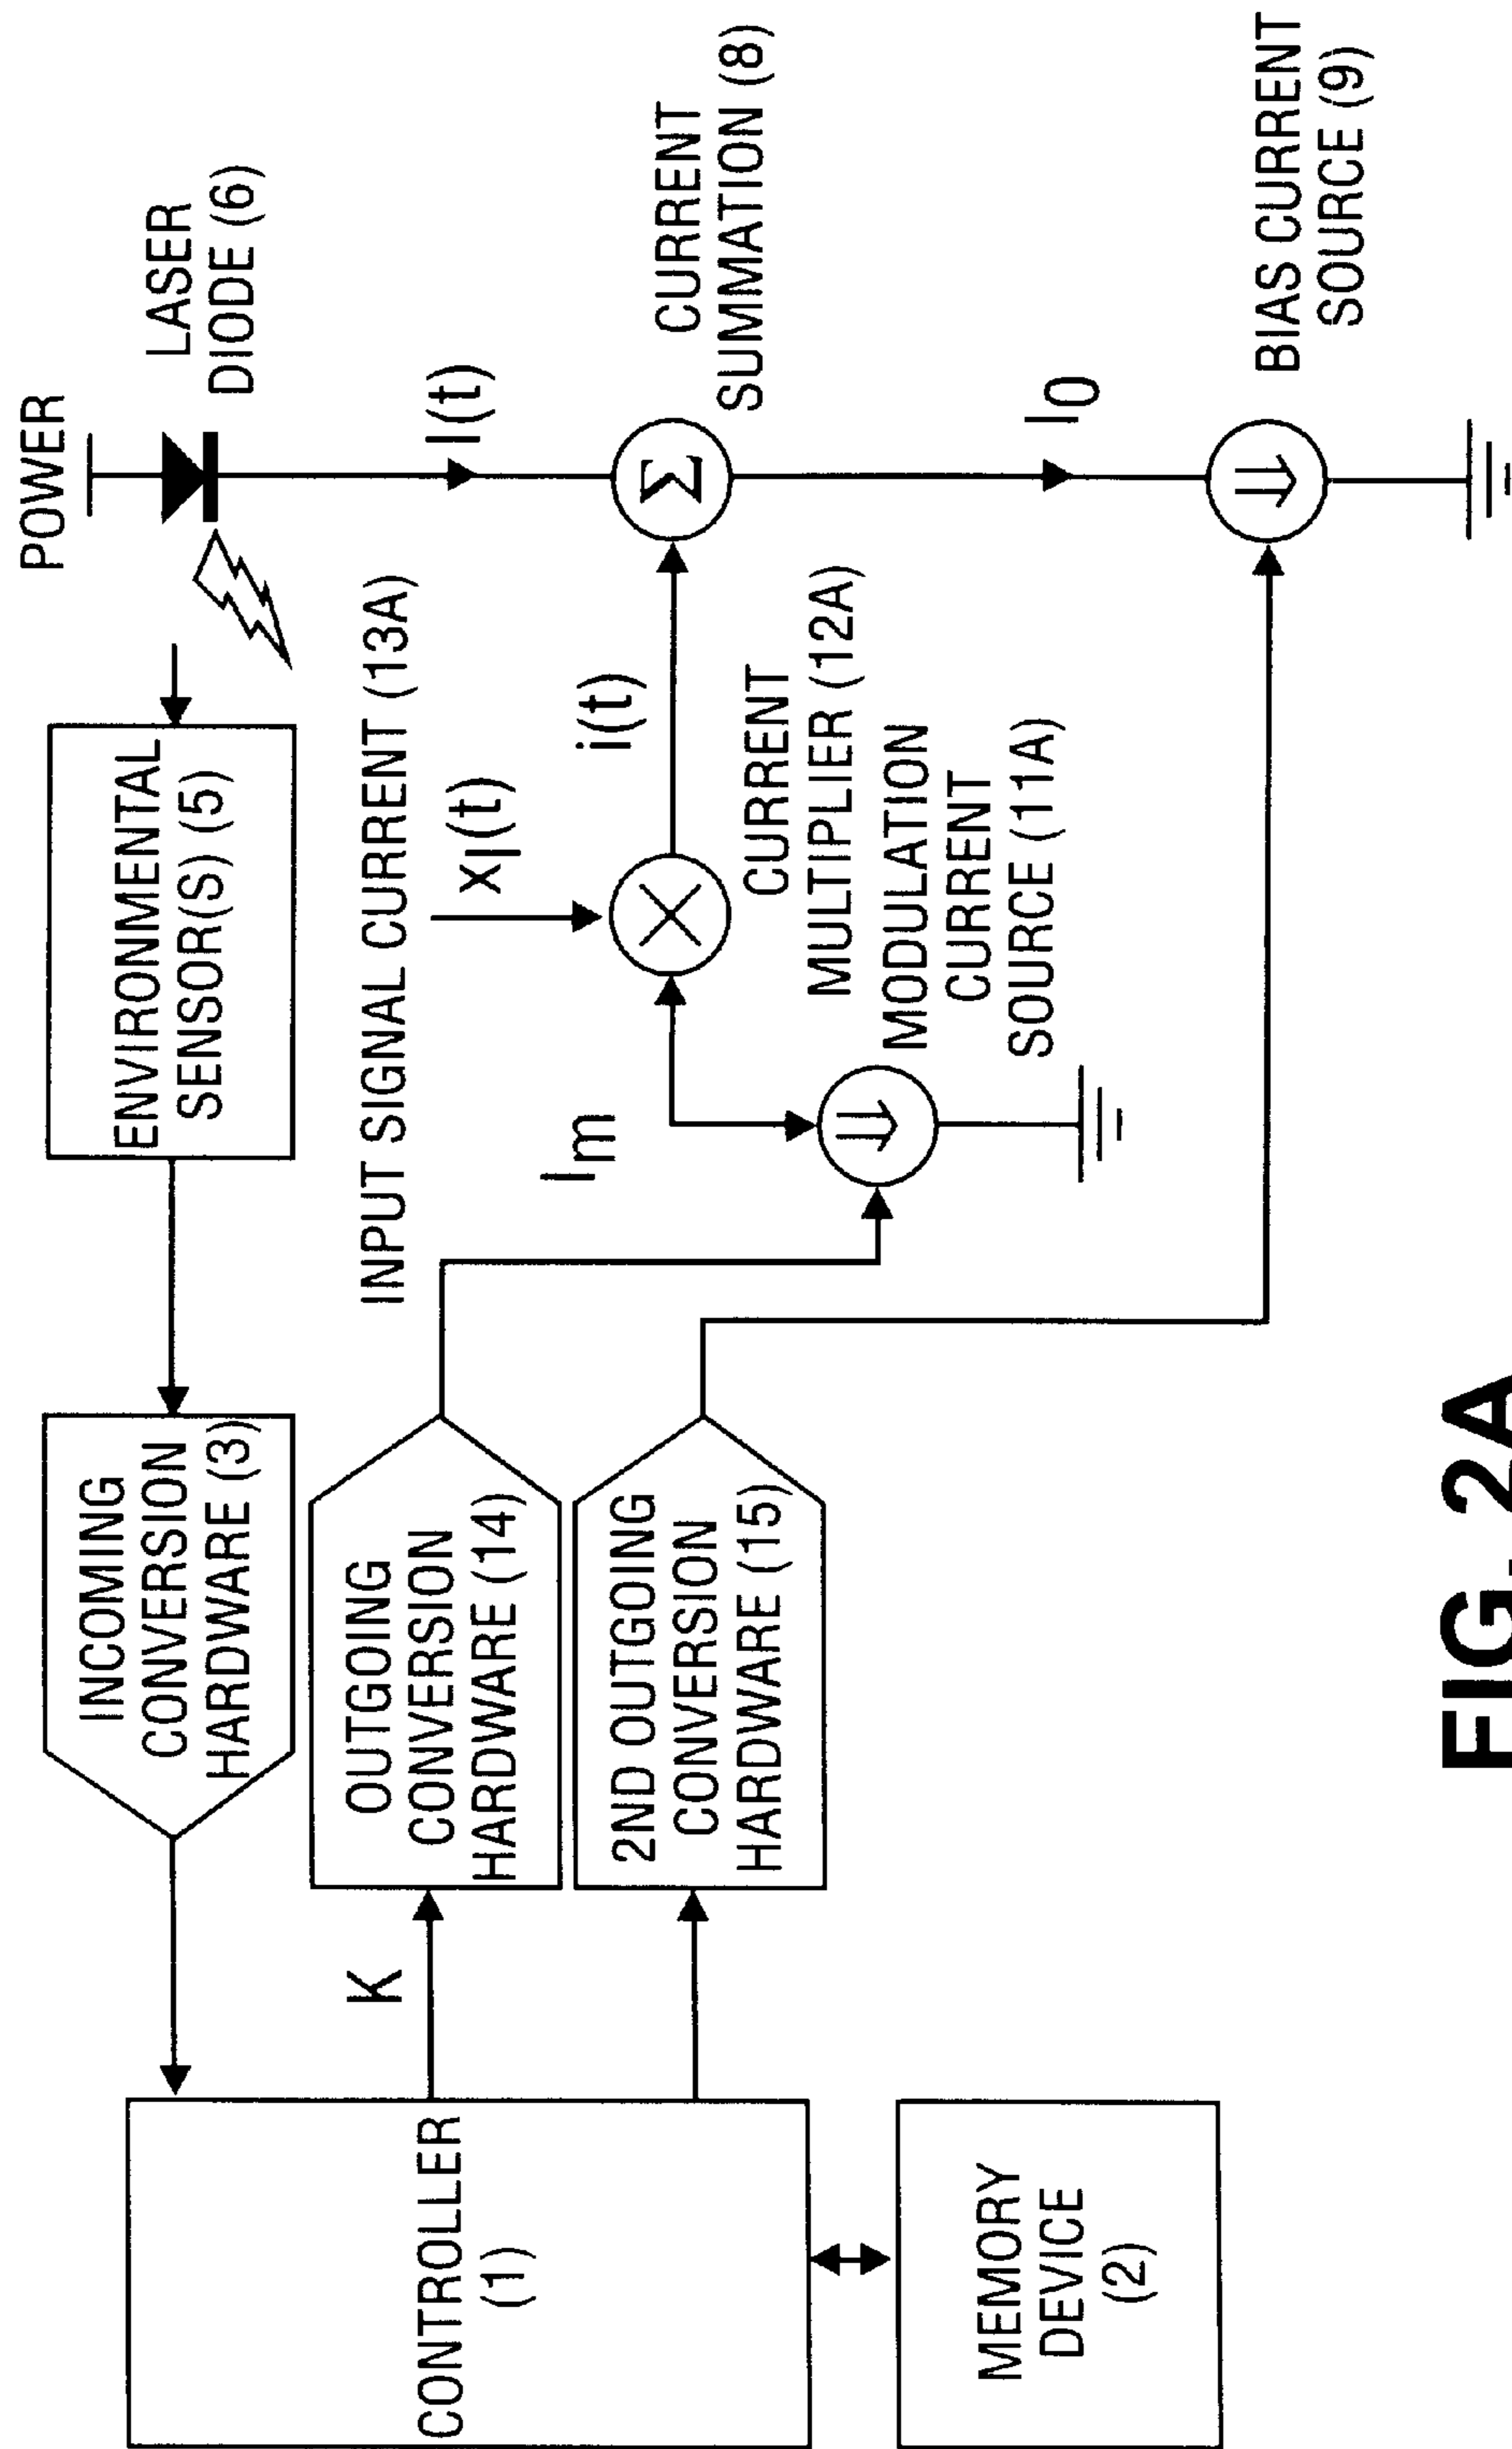 POWER
LASER
DIODE (6)
ENVIRONMENTAL
SENSOR(S) (5)
INCOMING
CONVERSION
HARDWARE (3)
I(t)
INPUT SIGNAL CURRENT (13A)
xI(t)
CONTROLLER
(1)
K
OUTGOING
CONVERSION
HARDWARE (14)
2ND OUTGOING
CONVERSION
HARDWARE (15)
Im
i(t)
Σ
CURRENT
SUMMATION (8)
CURRENT
MULTIPLIER (12A)
MODULATION
CURRENT
SOURCE (11A)
I0
MEMORY
DEVICE
(2)
BIAS CURRENT
SOURCE (9)
FIG. 2A